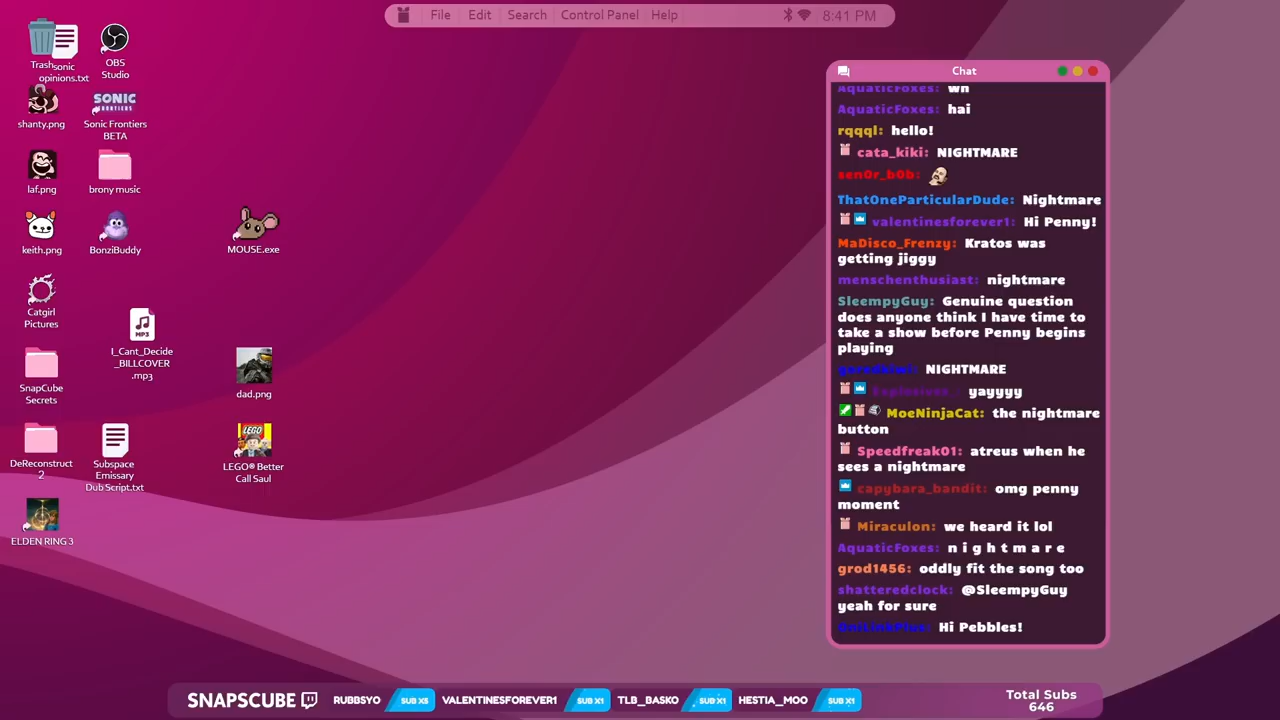 File Edit Search Control Panel Help 8:41 PM
Trash
sonic
opinions.txt
OBS
Studio
shanty.png
SONIC
FRONTIERS
Sonic Frontiers
BETA
laf.png
brony music
keith.png
BonziBuddy
MOUSE.exe
Catgirl
Pictures
MP3
I_Cant_Decide
_BILLCOVER
.mp3
SnapCube
Secrets
dad.png
DeReconstruct
2
Subspace
Emissary
Dub Script.txt
LEGO
LEGO® Better
Call Saul
ELDEN RING 3
Chat
AquaticFoxes: wh
AquaticFoxes: hai
rqqql: hello!
cata_kiki: NIGHTMARE
sen0r_b0b:
ThatOneParticularDude: Nightmare
valentinesforever1: Hi Penny!
MaDisco_Frenzy: Kratos was
getting jiggy
menschenthusiast: nightmare
SleempyGuy: Genuine question
does anyone think I have time to
take a show before Penny begins
playing
NIGHTMARE
yayyyy
MoeNinjaCat: the nightmare
button
Speedfreak01: atreus when he
sees a nightmare
capybara_bandit: omg penny
moment
Miraculon: we heard it lol
AquaticFoxes: n i g h t m a r e
grod1456: oddly fit the song too
shatteredclock: @SleempyGuy
yeah for sure
Hi Pebbles!
SNAPSCUBE RUBBSYO SUB X5 VALENTINESFOREVER1 SUB X1 TLB_BASKO SUB X1 HESTIA_MOO SUB X1
Total Subs
646